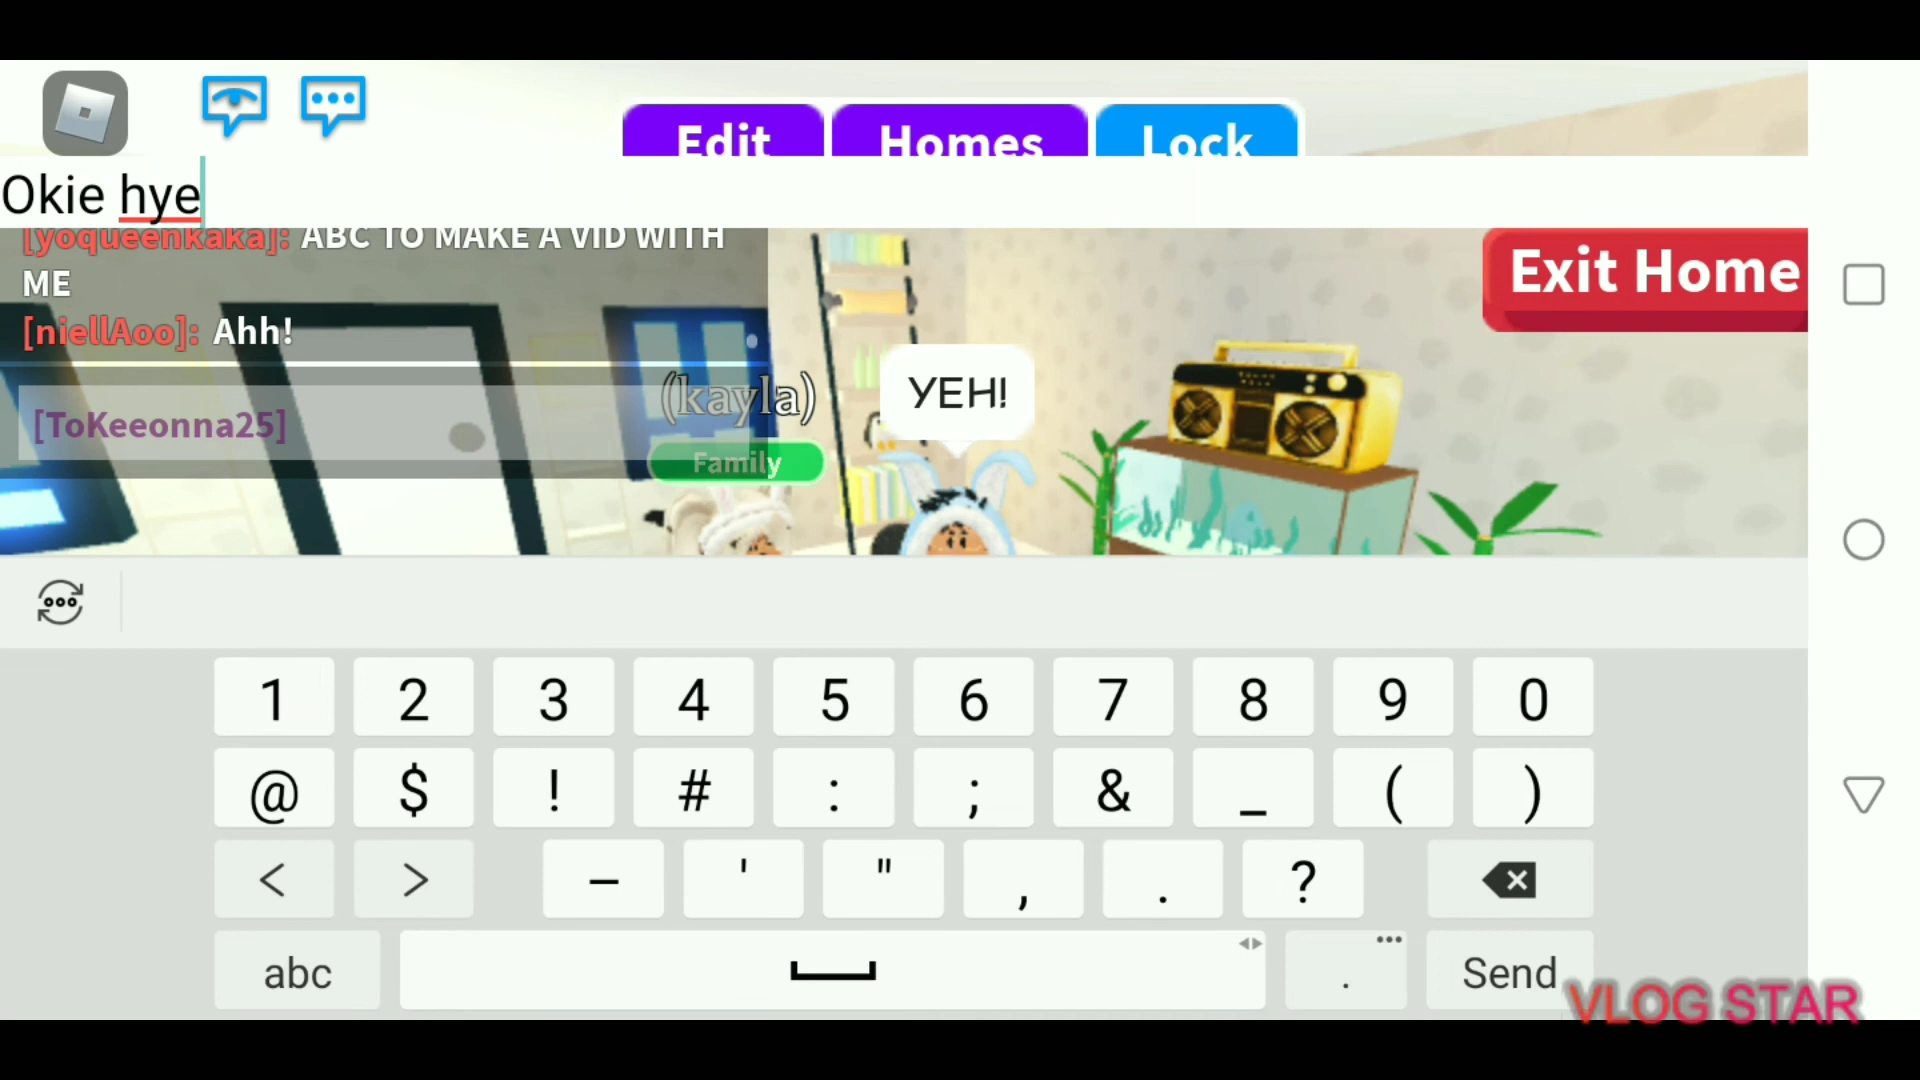 Edit Homes Lock
Okie hye
[yoqueenkaka]: ABC TO MAKE A VID WITH
ME
Exit Home
[niellAoo]: Ahh!
(kayla)
YEH!
[ToKeeonna25]
Family
1 2 3 4 5 6 7 8 9 0
@ $ ! # : ; & _ ( )
< > – ' " , . ?
abc . Send
VLOG STAR